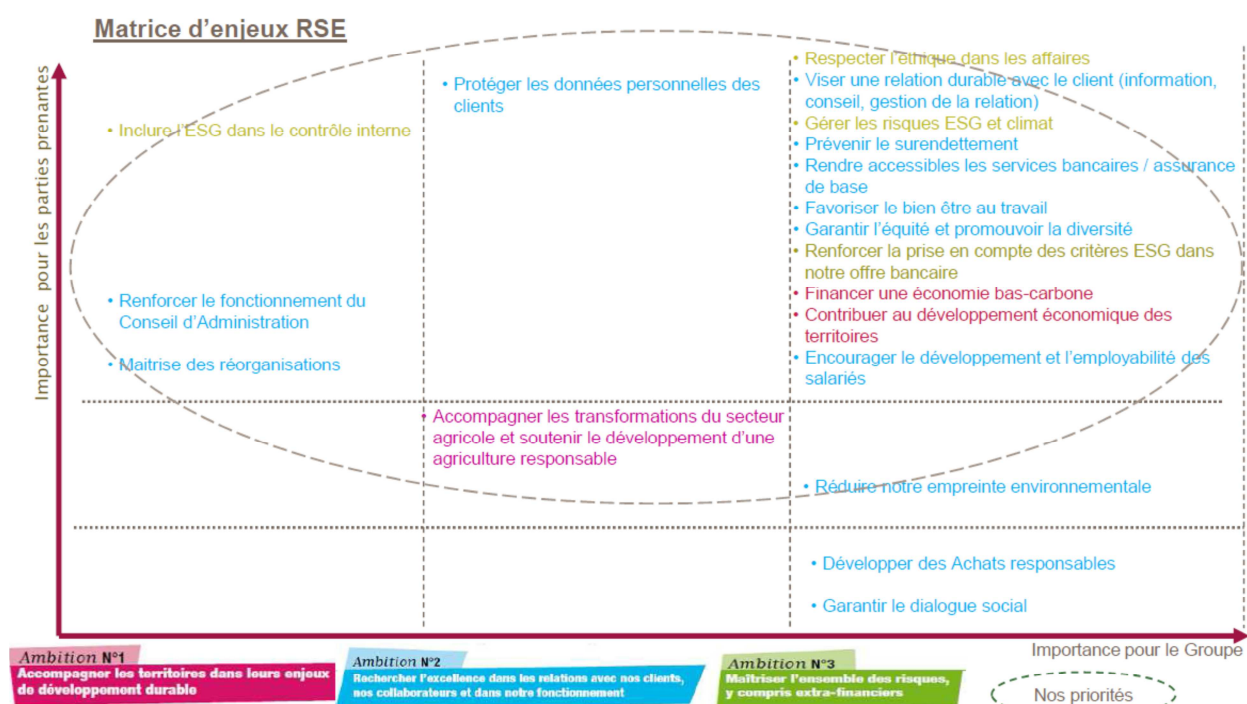 Matrice d'enjeux RSE
Importance pour les parties prenantes
• Inclure l'ESG dans le contrôle interne
• Renforcer le fonctionnement du
Conseil d'Administration
• Maitrise des réorganisations
• Protéger les données personnelles des
clients
• Accompagner les transformations du secteur
agricole et soutenir le développement d'une
agriculture responsable
• Respecter l'éthique dans les affaires
• Viser une relation durable avec le client (information,
conseil, gestion de la relation)
• Gérer les risques ESG et climat
• Prévenir le surendettement
• Rendre accessibles les services bancaires / assurance
de base
• Favoriser le bien être au travail
• Garantir l'équité et promouvoir la diversité
• Renforcer la prise en compte des critères ESG dans
notre offre bancaire
• Financer une économie bas-carbone
• Contribuer au développement économique des
territoires
• Encourager le développement et l'employabilité des
salariés
• Réduire notre empreinte environnementale
• Développer des Achats responsables
• Garantir le dialogue social
Importance pour le Groupe
Ambition N°1
Accompagner les territoires dans leurs enjeux
de développement durable
Ambition N°2
Rechercher l'excellence dans les relations avec nos clients,
nos collaborateurs et dans notre fonctionnement
Ambition N°3
Maîtriser l'ensemble des risques,
y compris extra-financiers
Nos priorités